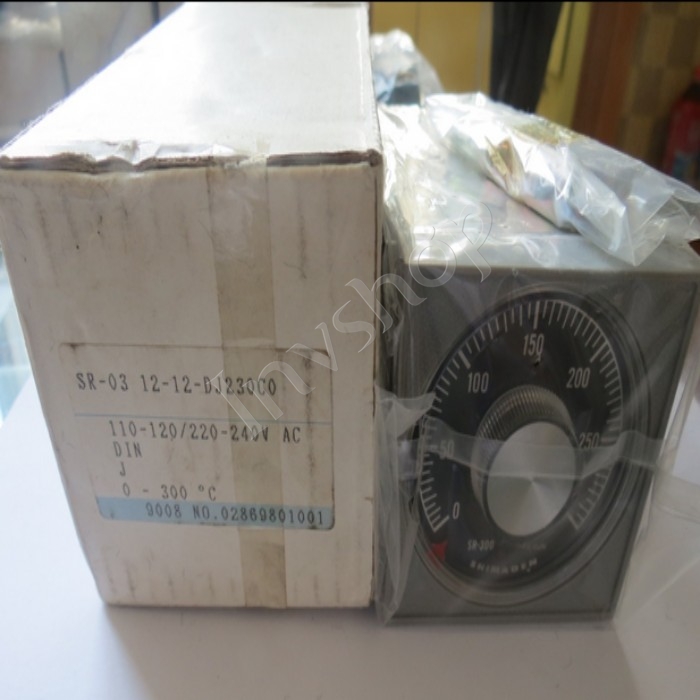 SR-03 12-12-DJ230C0
110-120/220-240V AC
DIN
J
0 - 300 °C
9008 NO.02869801001
Invshop
0
50
100
150
200
250
SR-300
SHIMADEN